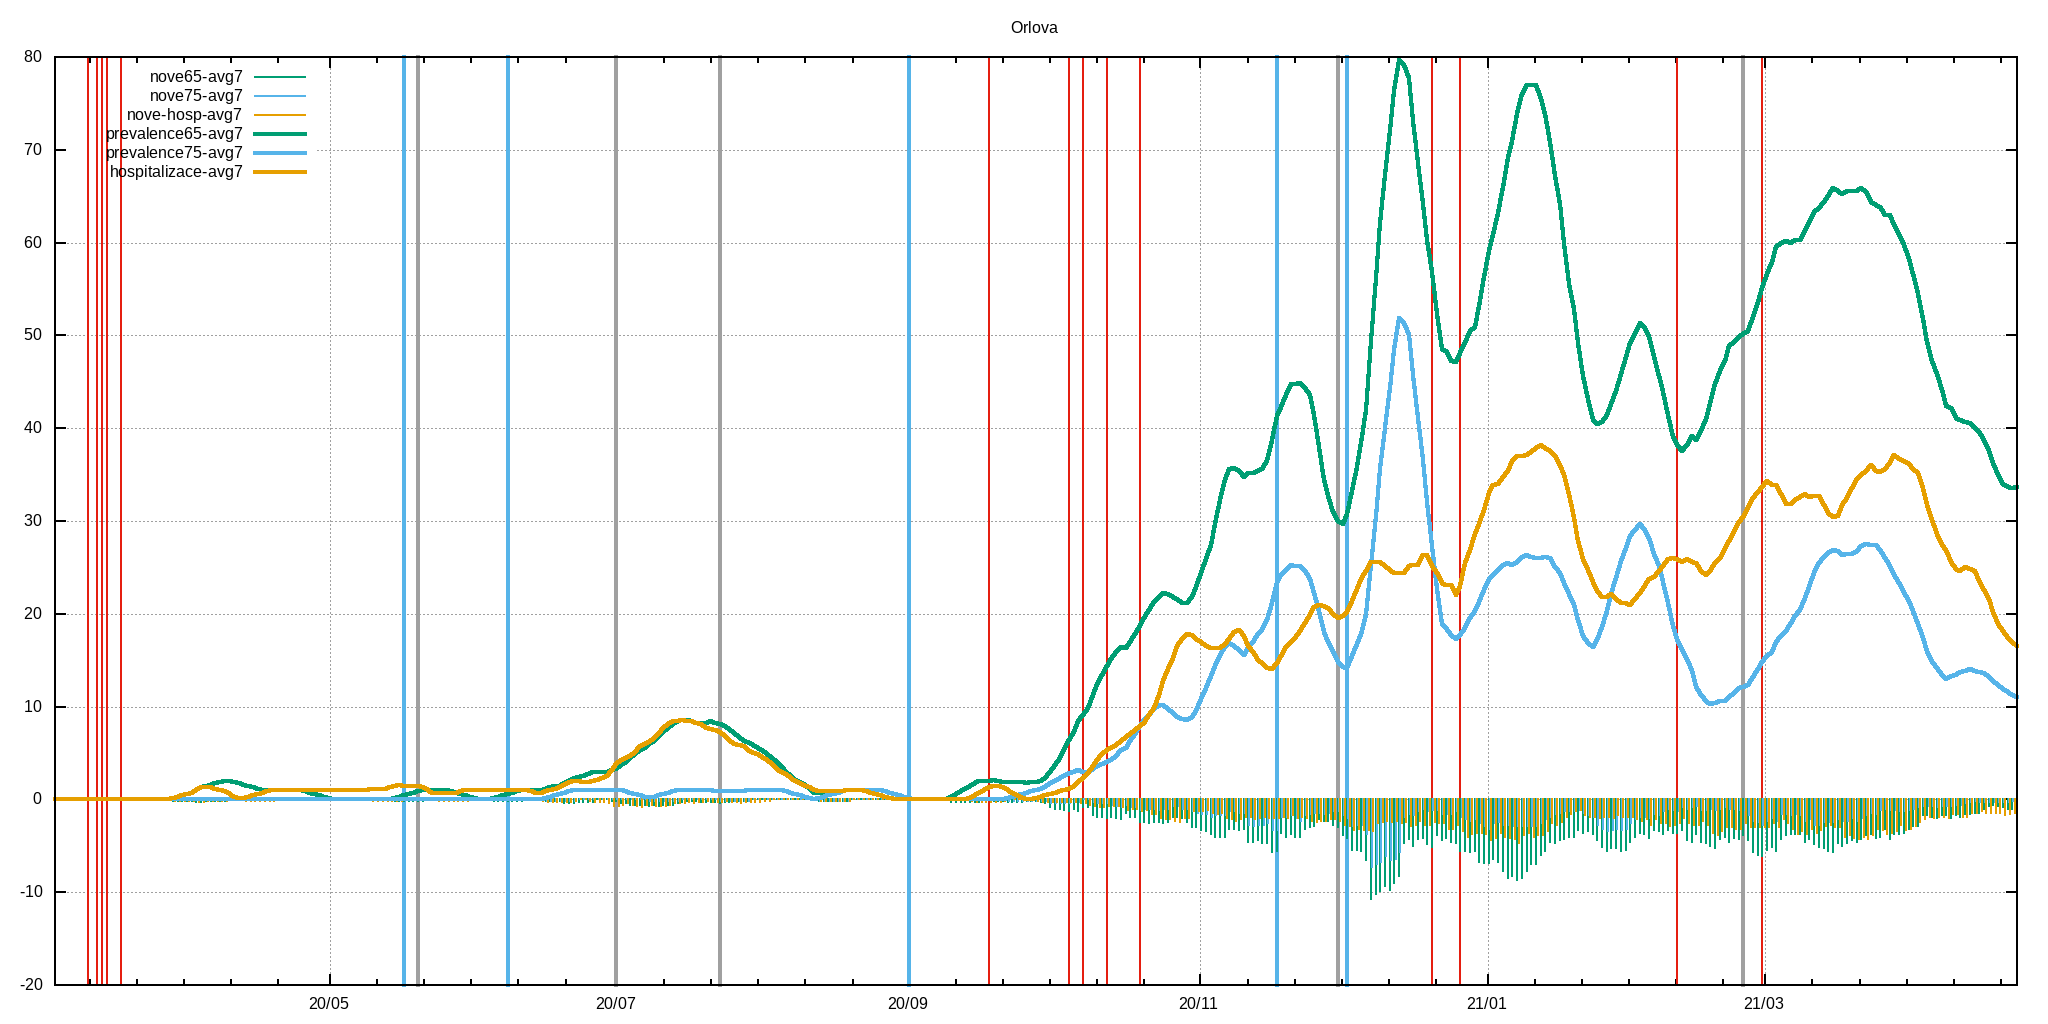 Orlova
80
70
60
50
40
30
20
10
0
-10
-20
nove65-avg7
nove75-avg7
nove-hosp-avg7
prevalence65-avg7
prevalence75-avg7
hospitalizace-avg7
20/05 20/07 20/09 20/11 21/01 21/03